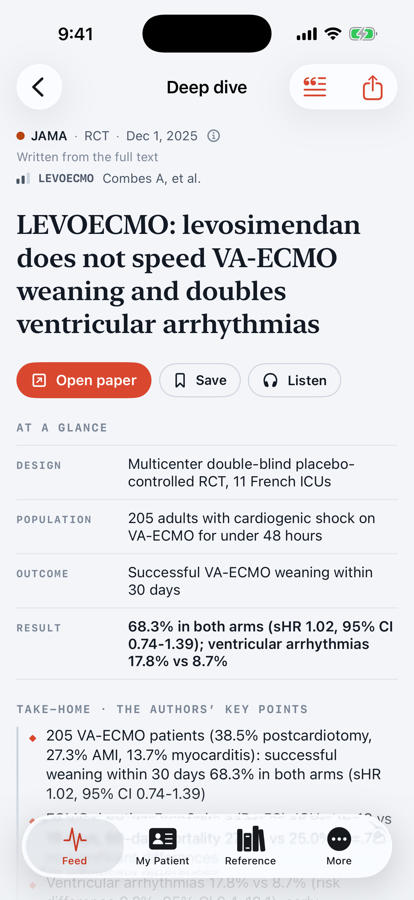 9:41
Deep dive
JAMA · RCT · Dec 1, 2025
Written from the full text
LEVOECMO Combes A, et al.
LEVOECMO: levosimendan
does not speed VA-ECMO
weaning and doubles
ventricular arrhythmias
Open paper
Save
Listen
AT A GLANCE
DESIGN
Multicenter double-blind placebo-
controlled RCT, 11 French ICUs
POPULATION
205 adults with cardiogenic shock on
VA-ECMO for under 48 hours
OUTCOME
Successful VA-ECMO weaning within
30 days
RESULT
68.3% in both arms (sHR 1.02, 95% CI
0.74-1.39); ventricular arrhythmias
17.8% vs 8.7%
TAKE-HOME · THE AUTHORS’ KEY POINTS
205 VA-ECMO patients (38.5% postcardiotomy,
27.3% AMI, 13.7% myocarditis): successful
weaning within 30 days 68.3% in both arms (sHR
1.02, 95% CI 0.74-1.39)
vs
mortality vs 25.0%
Feed
My Patient
Reference
More
Ventricular arrhythmias 17.8% vs 8.7% (risk